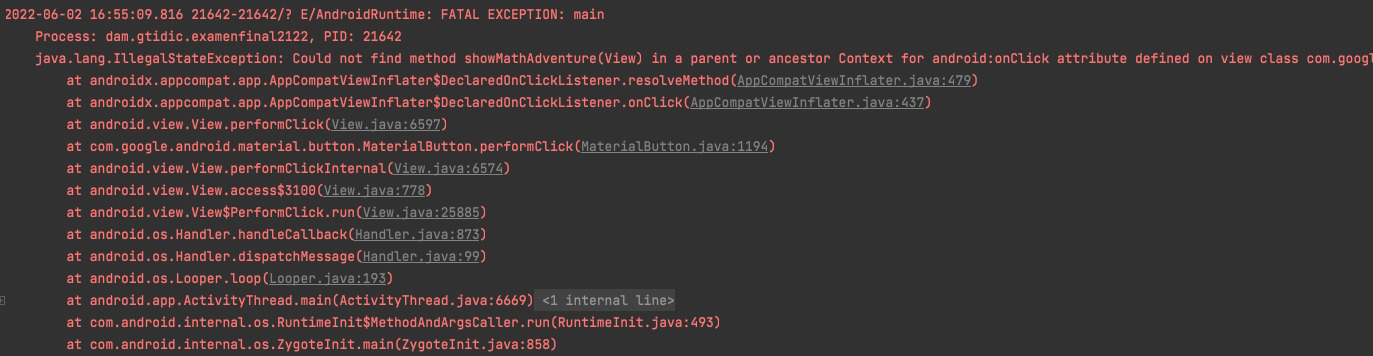 2022-06-02 16:55:09.816 21642-21642/? E/AndroidRuntime: FATAL EXCEPTION: main
Process: dam.gtidic.examenfinal2122, PID: 21642
java.lang.IllegalStateException: Could not find method showMathAdventure(View) in a parent or ancestor Context for android:onClick attribute defined on view class com.googl
at androidx.appcompat.app.AppCompatViewInflater$DeclaredOnClickListener.resolveMethod(AppCompatViewInflater.java:479)
at androidx.appcompat.app.AppCompatViewInflater$DeclaredOnClickListener.onClick(AppCompatViewInflater.java:437)
at android.view.View.performClick(View.java:6597)
at com.google.android.material.button.MaterialButton.performClick(MaterialButton.java:1194)
at android.view.View.performClickInternal(View.java:6574)
at android.view.View.access$3100(View.java:778)
at android.view.View$PerformClick.run(View.java:25885)
at android.os.Handler.handleCallback(Handler.java:873)
at android.os.Handler.dispatchMessage(Handler.java:99)
at android.os.Looper.loop(Looper.java:193)
at android.app.ActivityThread.main(ActivityThread.java:6669) <1 internal line>
at com.android.internal.os.RuntimeInit$MethodAndArgsCaller.run(RuntimeInit.java:493)
at com.android.internal.os.ZygoteInit.main(ZygoteInit.java:858)